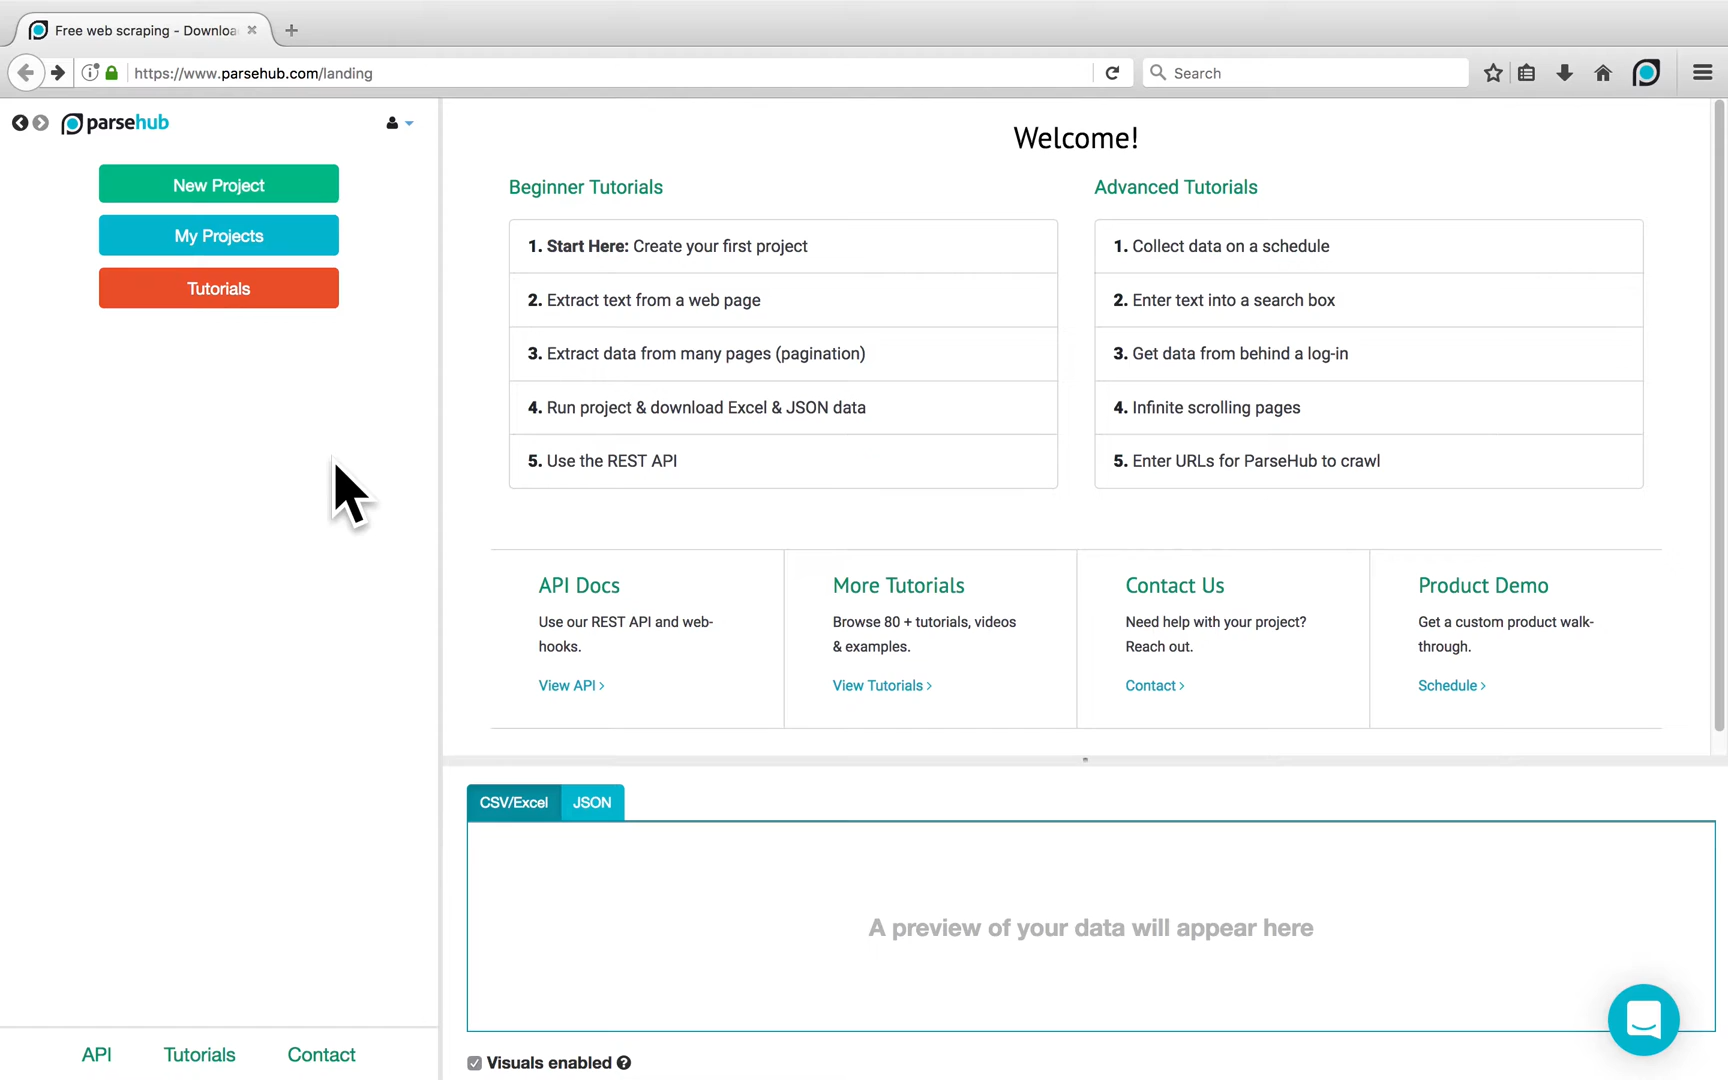 Free web scraping - Downloa
https://www.parsehub.com/landing
Search
parsehub
New Project
My Projects
Tutorials
Welcome!
Beginner Tutorials
1. Start Here: Create your first project
2. Extract text from a web page
3. Extract data from many pages (pagination)
4. Run project & download Excel & JSON data
5. Use the REST API
Advanced Tutorials
1. Collect data on a schedule
2. Enter text into a search box
3. Get data from behind a log-in
4. Infinite scrolling pages
5. Enter URLs for ParseHub to crawl
API Docs
Use our REST API and web-
hooks.
View API >
More Tutorials
Browse 80 + tutorials, videos
& examples.
View Tutorials >
Contact Us
Need help with your project?
Reach out.
Contact >
Product Demo
Get a custom product walk-
through.
Schedule >
CSV/Excel JSON
A preview of your data will appear here
Visuals enabled
API Tutorials Contact